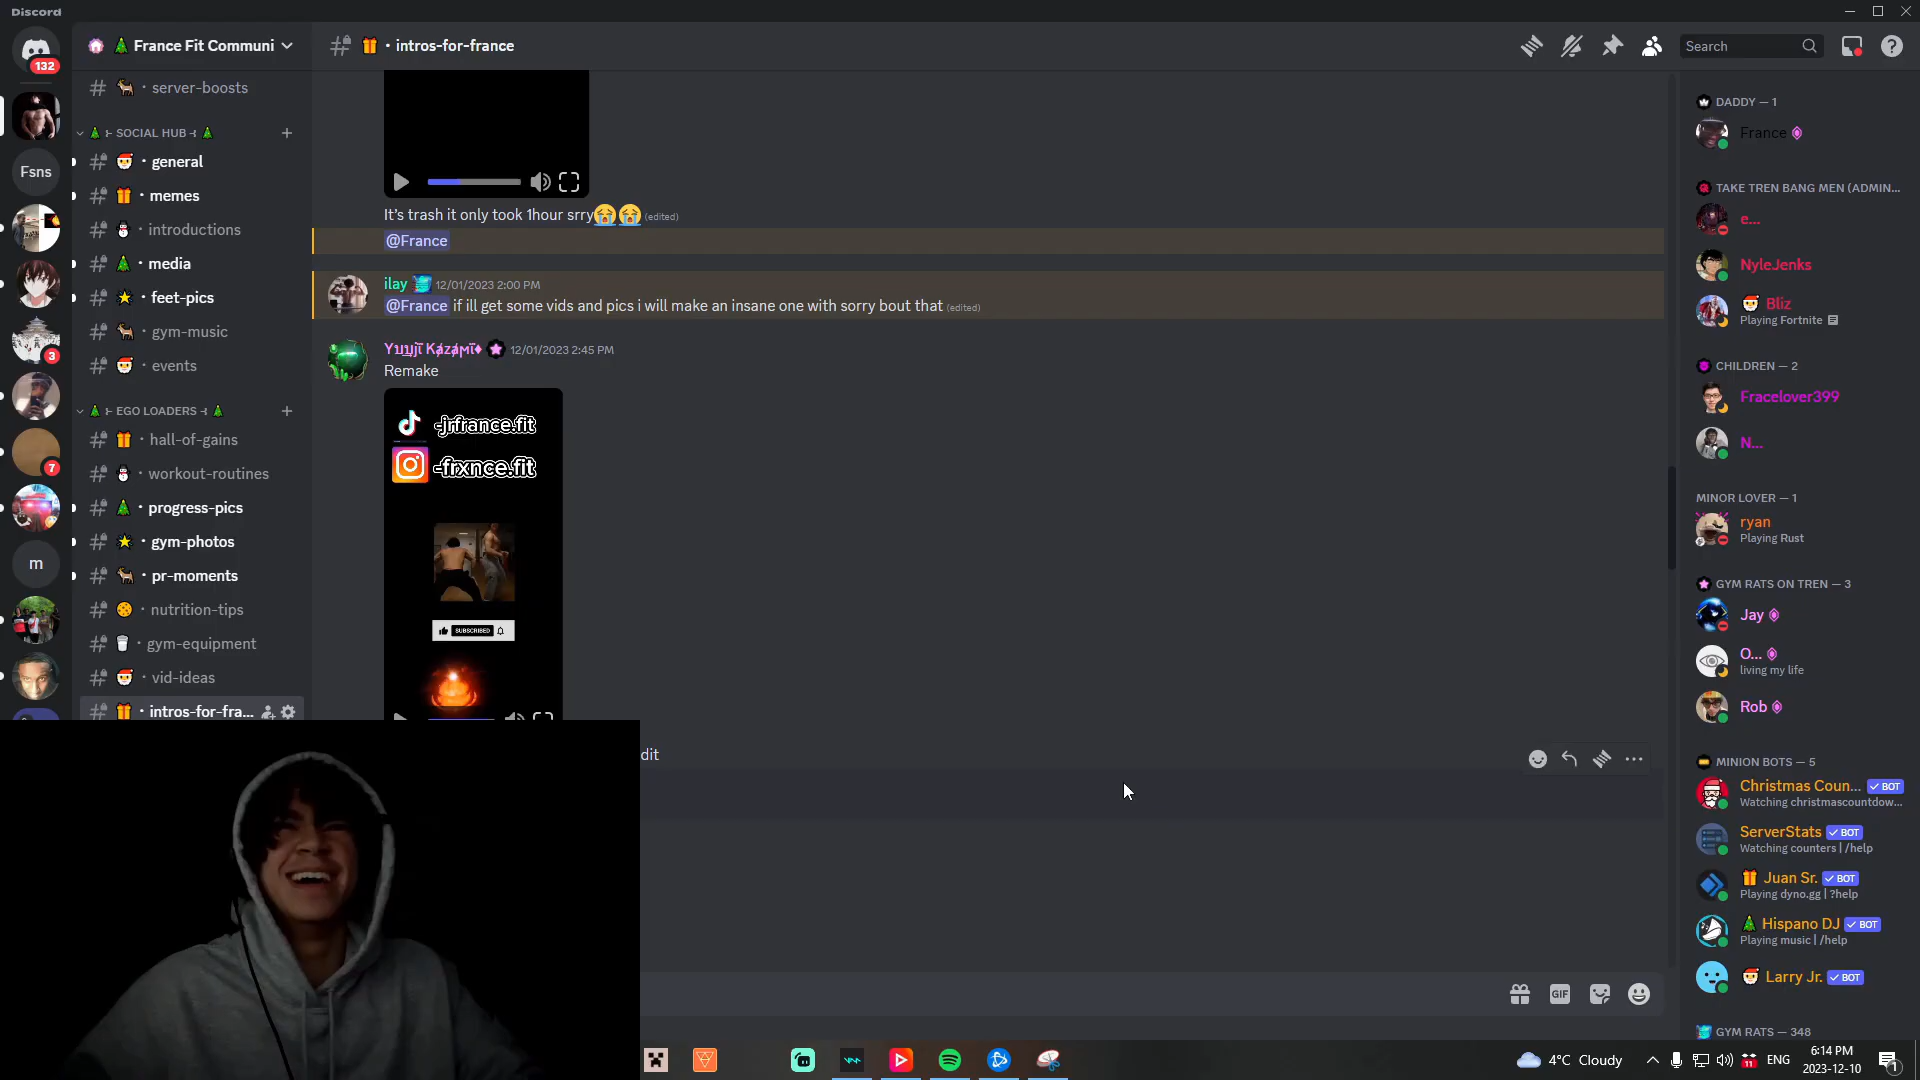 Discord
132
France Fit Communi
server-boosts
SOCIAL HUB
general
Fsns
memes
introductions
media
feet-pics
gym-music
3
events
EGO LOADERS
hall-of-gains
7
workout-routines
progress-pics
gym-photos
m
pr-moments
nutrition-tips
gym-equipment
vid-ideas
intros-for-fra...
intros-for-france
Search
It's trash it only took 1hour srry😭😭 (edited)
@France
ilay 12/01/2023 2:00 PM
@France if ill get some vids and pics i will make an insane one with sorry bout that (edited)
12/01/2023 2:45 PM
Remake
-jrfrance.fit
-frxnce.fit
SUBSCRIBED
dit
GIF
DADDY — 1
France
TAKE TREN BANG MEN (ADMIN...
e...
NyleJenks
Bliz
Playing Fortnite
CHILDREN — 2
Fracelover399
N...
MINOR LOVER — 1
ryan
Playing Rust
GYM RATS ON TREN — 3
Jay
O...
living my life
Rob
MINION BOTS — 5
Christmas Coun... BOT
Watching christmascountdow...
ServerStats BOT
Watching counters | /help
Juan Sr. BOT
Playing dyno.gg | ?help
Hispano DJ BOT
Playing music | /help
Larry Jr. BOT
GYM RATS — 348
4°C Cloudy
11
ENG
6:14 PM
2023-12-10
1